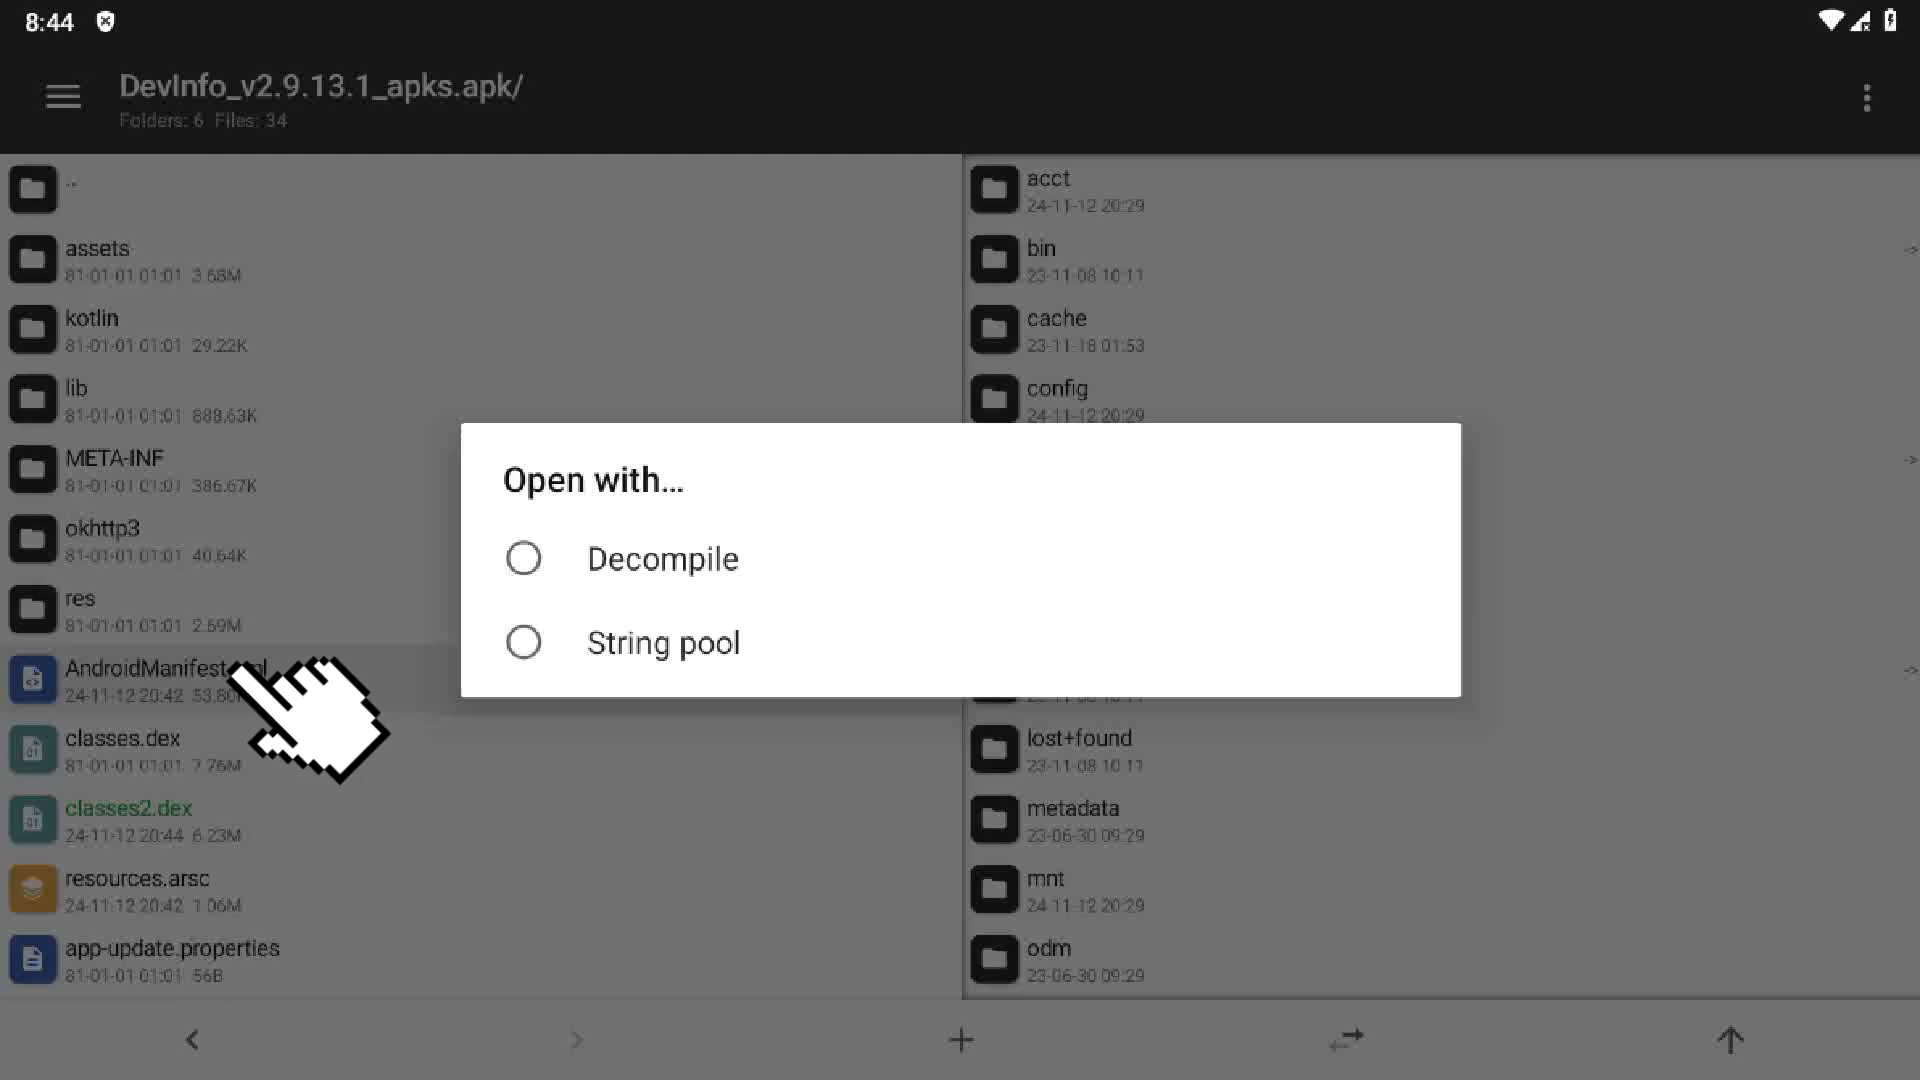 8:44
DevInfo_v2.9.13.1_apks.apk/
Folders: 6 Files: 34
..
assets
81-01-01 01:01 3.68M
kotlin
81-01-01 01:01 29.22K
lib
81-01-01 01:01 888.63K
META-INF
81-01-01 01:01 386.67K
okhttp3
81-01-01 01:01 40.64K
res
81-01-01 01:01 2.69M
AndroidManifest
24-11-12 20:42
classes.dex
81-01-01 01:01 7.76M
classes2.dex
24-11-12 20:44 6.23M
resources.arsc
24-11-12 20:42 1.06M
app-update.properties
81-01-01 01:01 56B
acct
24-11-12 20:29
bin
23-11-08 10:11
->
cache
23-11-18 01:53
config
24-11-12 20:29
->
->
lost+found
23-11-08 10:11
metadata
23-06-30 09:29
mnt
24-11-12 20:29
odm
23-06-30 09:29
Open with...
Decompile
String pool